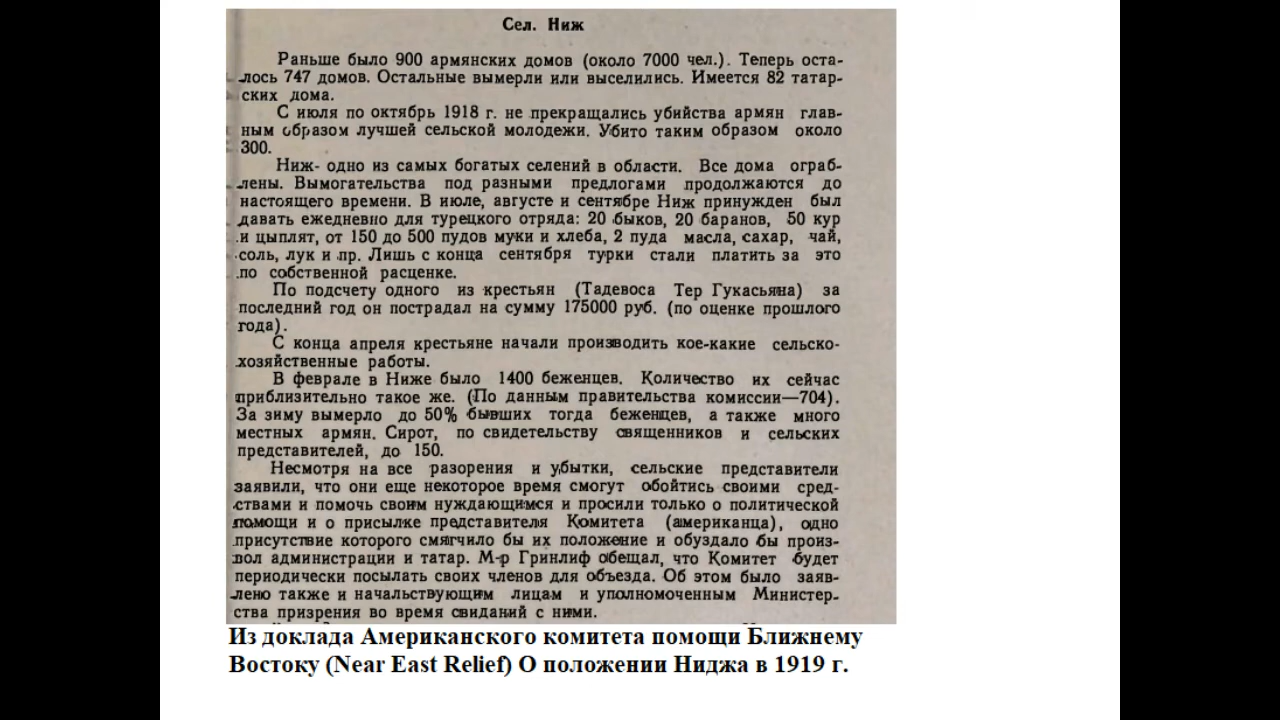 Сел. Ниж
Раньше было 900 армянских домов (около 7000 чел.). Теперь оста-
лось 747 домов. Остальные вымерли или выселились. Имеется 82 татар-
ских дома.
С июля по октябрь 1918 г. не прекращались убийства армян глав-
ным образом лучшей сельской молодежи. Убито таким образом около
300.
Ниж- одно из самых богатых селений в области. Все дома ограб-
лены. Вымогательства под разными предлогами продолжаются до
настоящего времени. В июле, августе и сентябре Ниж принужден был
давать ежедневно для турецкого отряда: 20 быков, 20 баранов, 50 кур
и цыплят, от 150 до 500 пудов муки и хлеба, 2 пуда масла, сахар, чай,
соль, лук и пр. Лишь с конца сентября турки стали платить за это
по собственной расценке.
По подсчету одного из крестьян (Тадевоса Тер Гукасьяна) за
последний год он пострадал на сумму 175000 руб. (по оценке прошлого
года).
С конца апреля крестьяне начали производить кое-какие сельско-
хозяйственные работы.
В феврале в Ниже было 1400 беженцев. Количество их сейчас
приблизительно такое же. (По данным правительства комиссии—704).
За зиму вымерло до 50% бывших тогда беженцев, а также много
местных армян. Сирот, по свидетельству священников и сельских
представителей, до 150.
Несмотря на все разорения и убытки, сельские представители
заявили, что они еще некоторое время смогут обойтись своими сред-
ствами и помочь своим нуждающимся и просили только о политической
помощи и о присылке представителя Комитета (американца), одно
присутствие которого смягчило бы их положение и обуздало бы произ-
вол администрации и татар. М-р Гринлиф обещал, что Комитет будет
периодически посылать своих членов для объезда. Об этом было заяв-
лено также и начальствующим лицам и уполномоченным Министер-
ства призрения во время свиданий с ними.
Из доклада Американского комитета помощи Ближнему
Востоку (Near East Relief) О положении Ниджа в 1919 г.